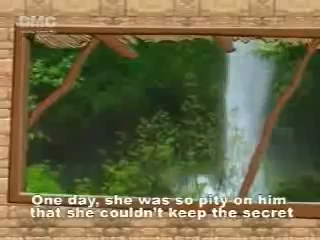 DMC
One day, she was so pity on him
that she couldn't keep the secret